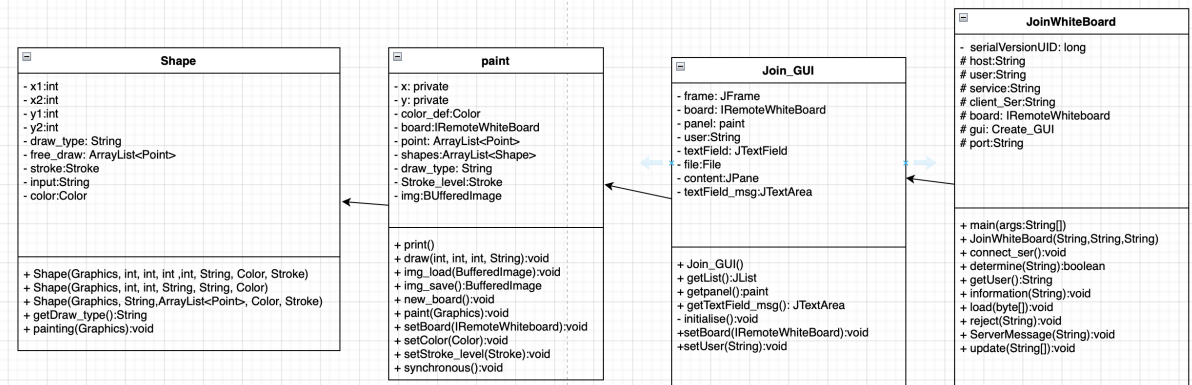 Shape
- x1:int
- x2:int
- y1:int
- y2:int
- draw_type: String
- free_draw: ArrayList<Point>
- stroke:Stroke
- input:String
- color:Color
+ Shape(Graphics, int, int, int ,int, String, Color, Stroke)
+ Shape(Graphics, int, int, String, String, Color)
+ Shape(Graphics, String,ArrayList<Point>, Color, Stroke)
+ getDraw_type():String
+ painting(Graphics):void
paint
- x: private
- y: private
- color_def:Color
- board:IRemoteWhiteBoard
- point: ArrayList<Point>
- shapes:ArrayList<Shape>
- draw_type: String
- Stroke_level:Stroke
- img:BUfferedImage
+ print()
+ draw(int, int, int, String):void
+ img_load(BufferedImage):void
+ img_save():BufferedImage
+ new_board():void
+ paint(Graphics):void
+ setBoard(IRemoteWhiteboard):void
+ setColor(Color):void
+ setStroke_level(Stroke):void
+ synchronous():void
Join_GUI
- frame: JFrame
- board: IRemoteWhiteBoard
- panel: paint
- user:String
- textField: JTextField
- file:File
- content:JPane
- textField_msg:JTextArea
+ Join_GUI()
+ getList():JList
+ getpanel():paint
+ getTextField_msg(): JTextArea
- initialise():void
+setBoard(IRemoteWhiteBoard):void
+setUser(String):void
JoinWhiteBoard
- serialVersionUID: long
# host:String
# user:String
# service:String
# client_Ser:String
# board: IRemoteWhiteboard
# gui: Create_GUI
# port:String
+ main(args:String[])
+ JoinWhiteBoard(String,String,String)
+ connect_ser():void
+ determine(String):boolean
+ getUser():String
+ information(String):void
+ load(byte[]):void
+ reject(String):void
+ ServerMessage(String):void
+ update(String[]):void